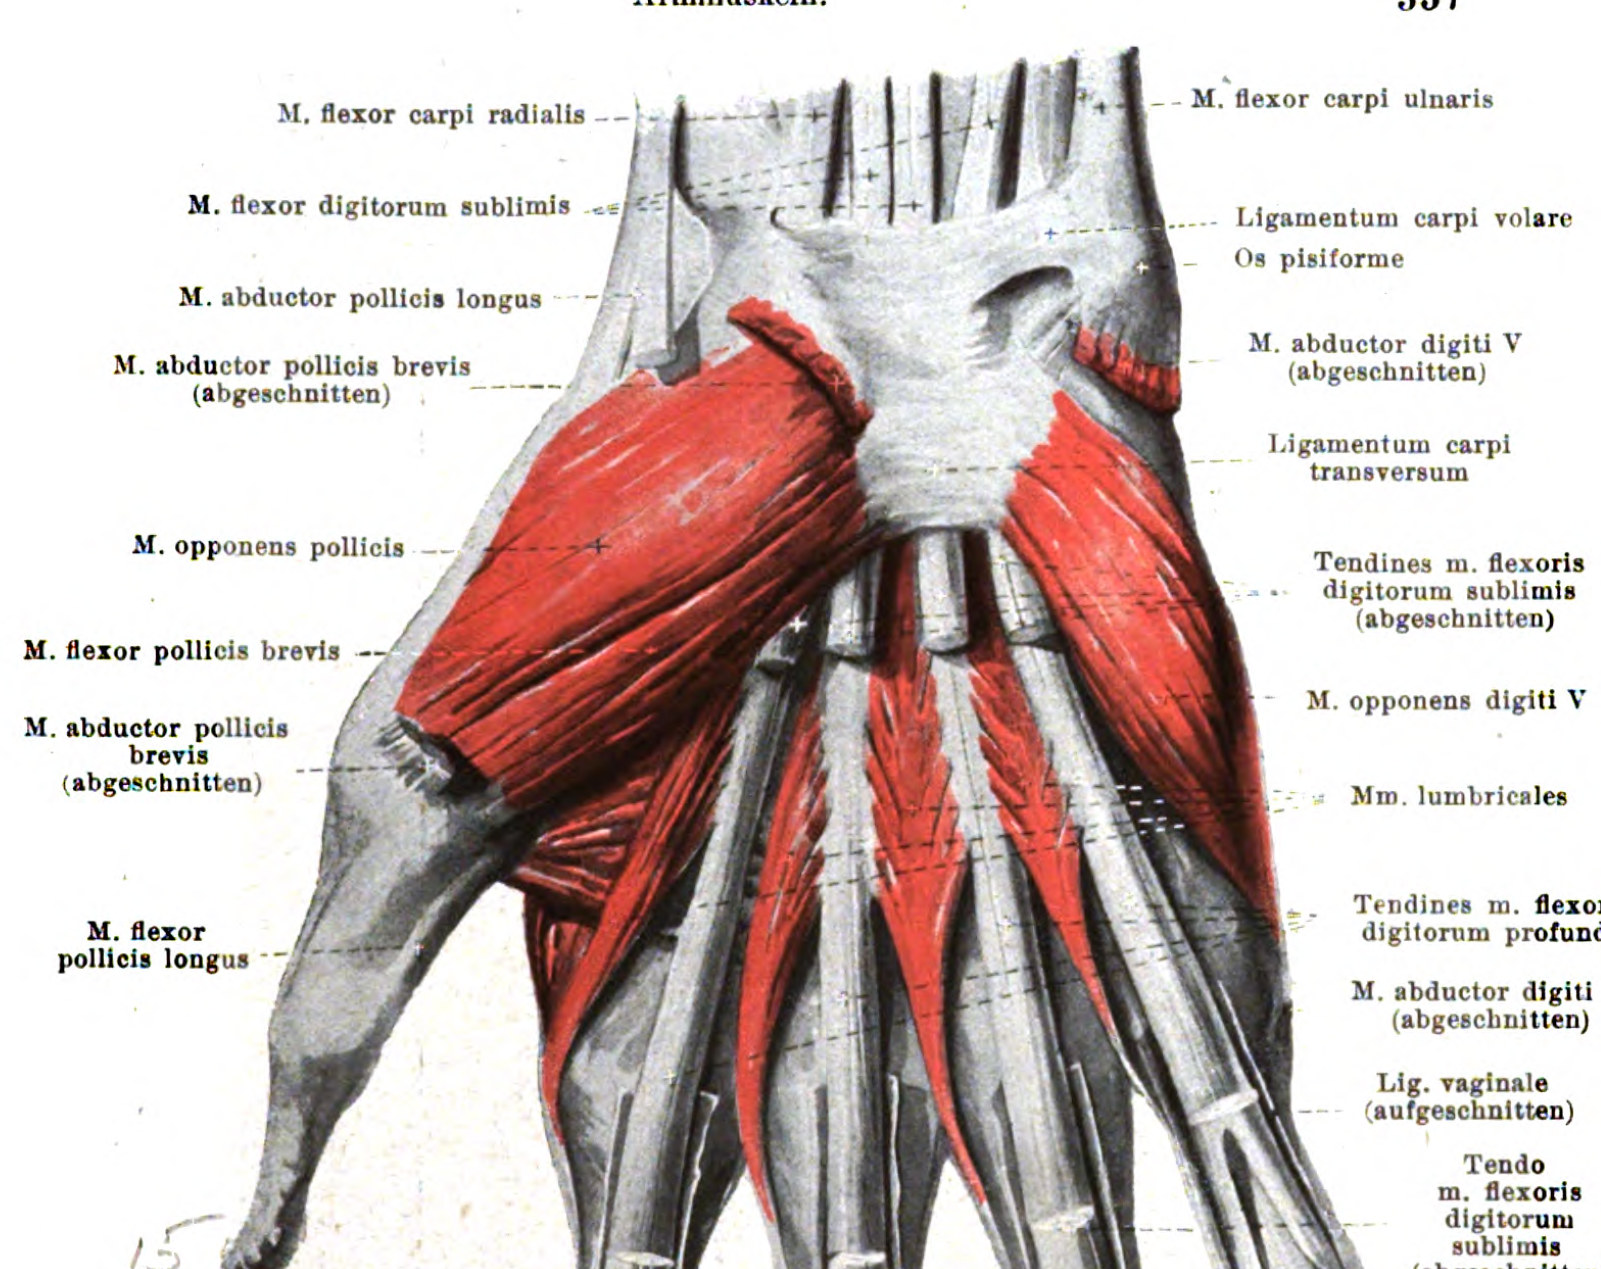 337
M. flexor carpi radialis
M. flexor digitorum sublimis
M. abductor pollicis longus
M. abductor pollicis brevis
(abgeschnitten)
M. opponens pollicis
M. flexor pollicis brevis
M. abductor pollicis
brevis
(abgeschnitten)
M. flexor
pollicis longus
15
M. flexor carpi ulnaris
Ligamentum carpi volare
Os pisiforme
M. abductor digiti V
(abgeschnitten)
Ligamentum carpi
transversum
Tendines m. flexoris
digitorum sublimis
(abgeschnitten)
M. opponens digiti V
Mm. lumbricales
Tendines m.
digitorum
M. abductor digiti
(abgeschnitten)
Lig. vaginale
(aufgeschnitten)
Tendo
m. flexoris
digitorum
sublimis